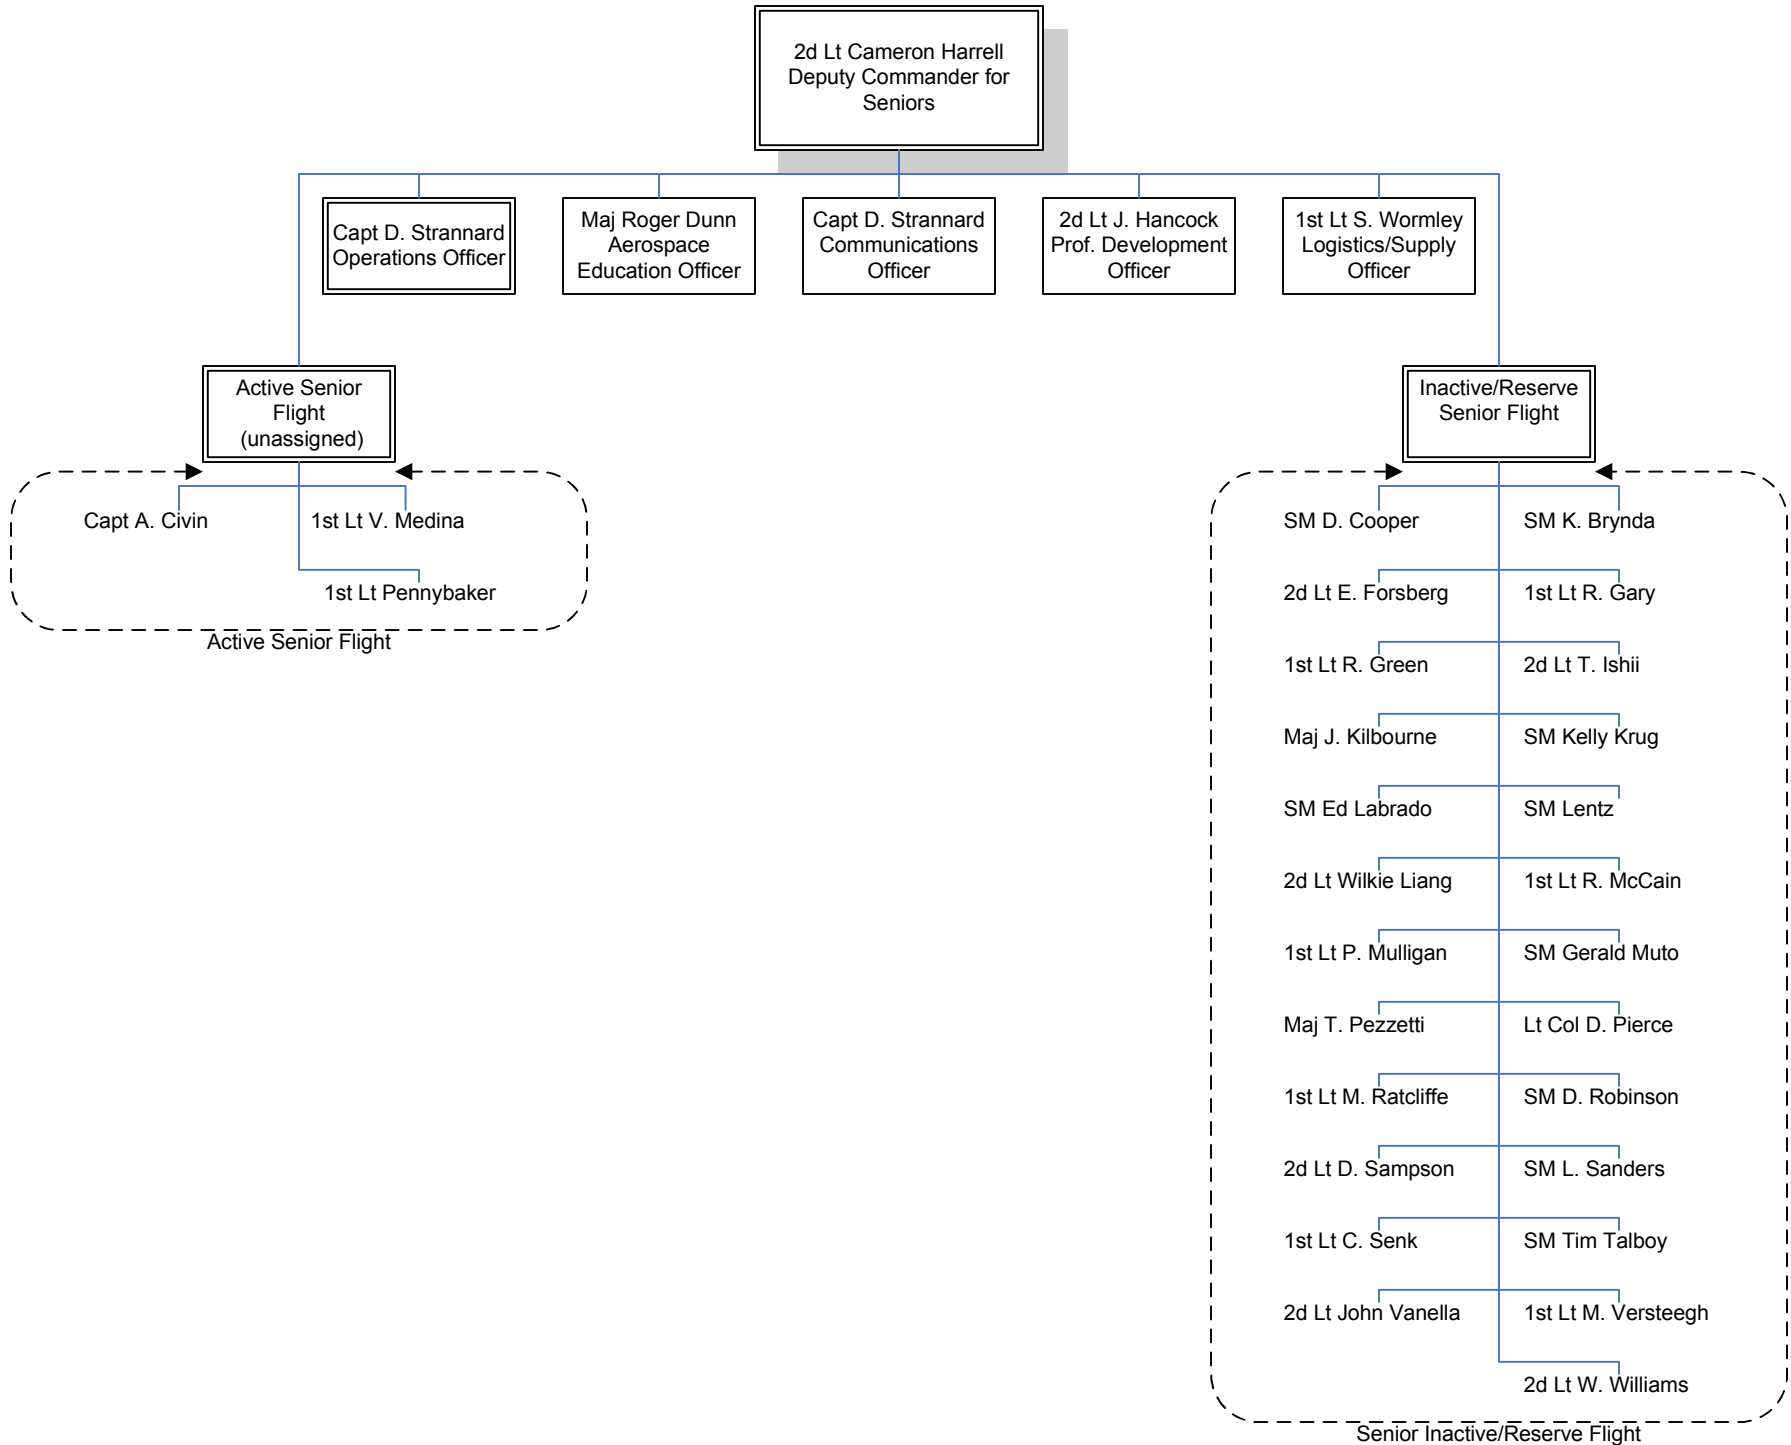 2d Lt Cameron Harrell
Deputy Commander for
Seniors
Capt D. Strannard
Operations Officer
Maj Roger Dunn
Aerospace
Education Officer
Capt D. Strannard
Communications
Officer
2d Lt J. Hancock
Prof. Development
Officer
1st Lt S. Wormley
Logistics/Supply
Officer
Active Senior
Flight
(unassigned)
Inactive/Reserve
Senior Flight
Capt A. Civin
1st Lt V. Medina
1st Lt Pennybaker
Active Senior Flight
SM D. Cooper
SM K. Brynda
2d Lt E. Forsberg
1st Lt R. Gary
1st Lt R. Green
2d Lt T. Ishii
Maj J. Kilbourne
SM Kelly Krug
SM Ed Labrado
SM Lentz
2d Lt Wilkie Liang
1st Lt R. McCain
1st Lt P. Mulligan
SM Gerald Muto
Maj T. Pezzetti
Lt Col D. Pierce
1st Lt M. Ratcliffe
SM D. Robinson
2d Lt D. Sampson
SM L. Sanders
1st Lt C. Senk
SM Tim Talboy
2d Lt John Vanella
1st Lt M. Versteegh
2d Lt W. Williams
Senior Inactive/Reserve Flight